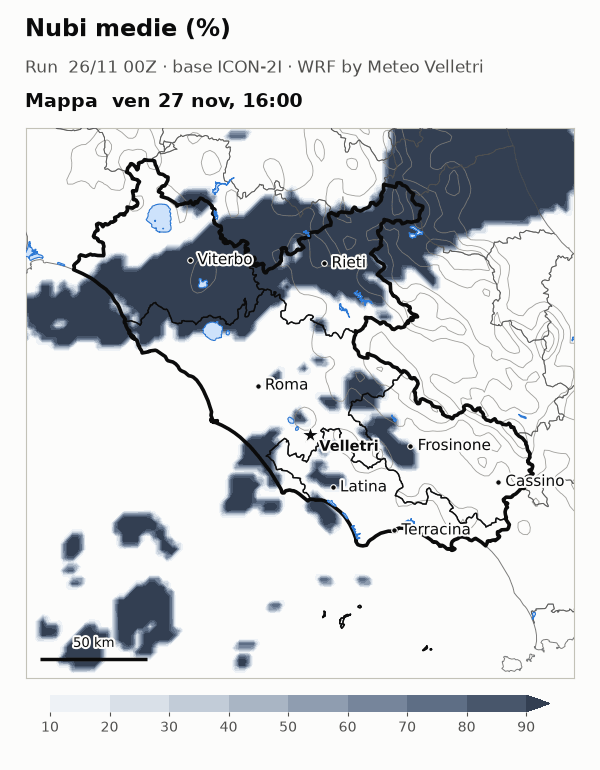 Nubi medie (%)
Run  26/11 00Z · base ICON-2I · WRF by Meteo Velletri
Mappa  ven 27 nov, 16:00
Viterbo
Rieti
Roma
Velletri
Frosinone
Latina
Cassino
Terracina
50 km
10 20 30 40 50 60 70 80 90